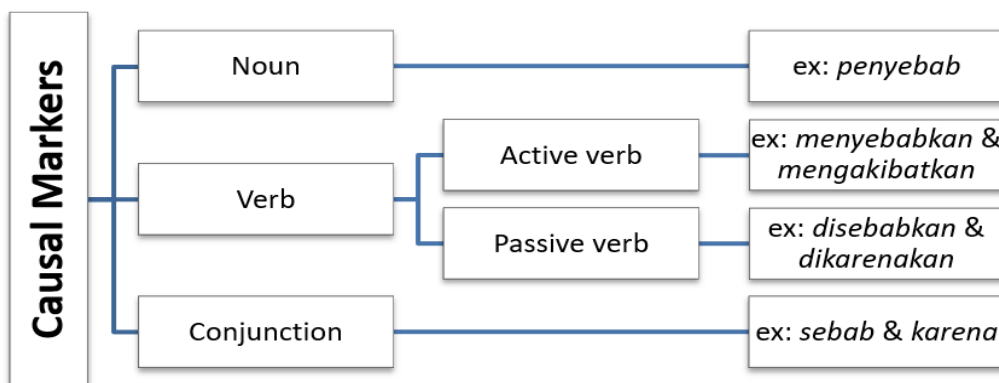 Causal Markers
Noun
ex: penyebab
Verb
Active verb
ex: menyebabkan &
mengakibatkan
Passive verb
ex: disebabkan &
dikarenakan
Conjunction
ex: sebab & karena